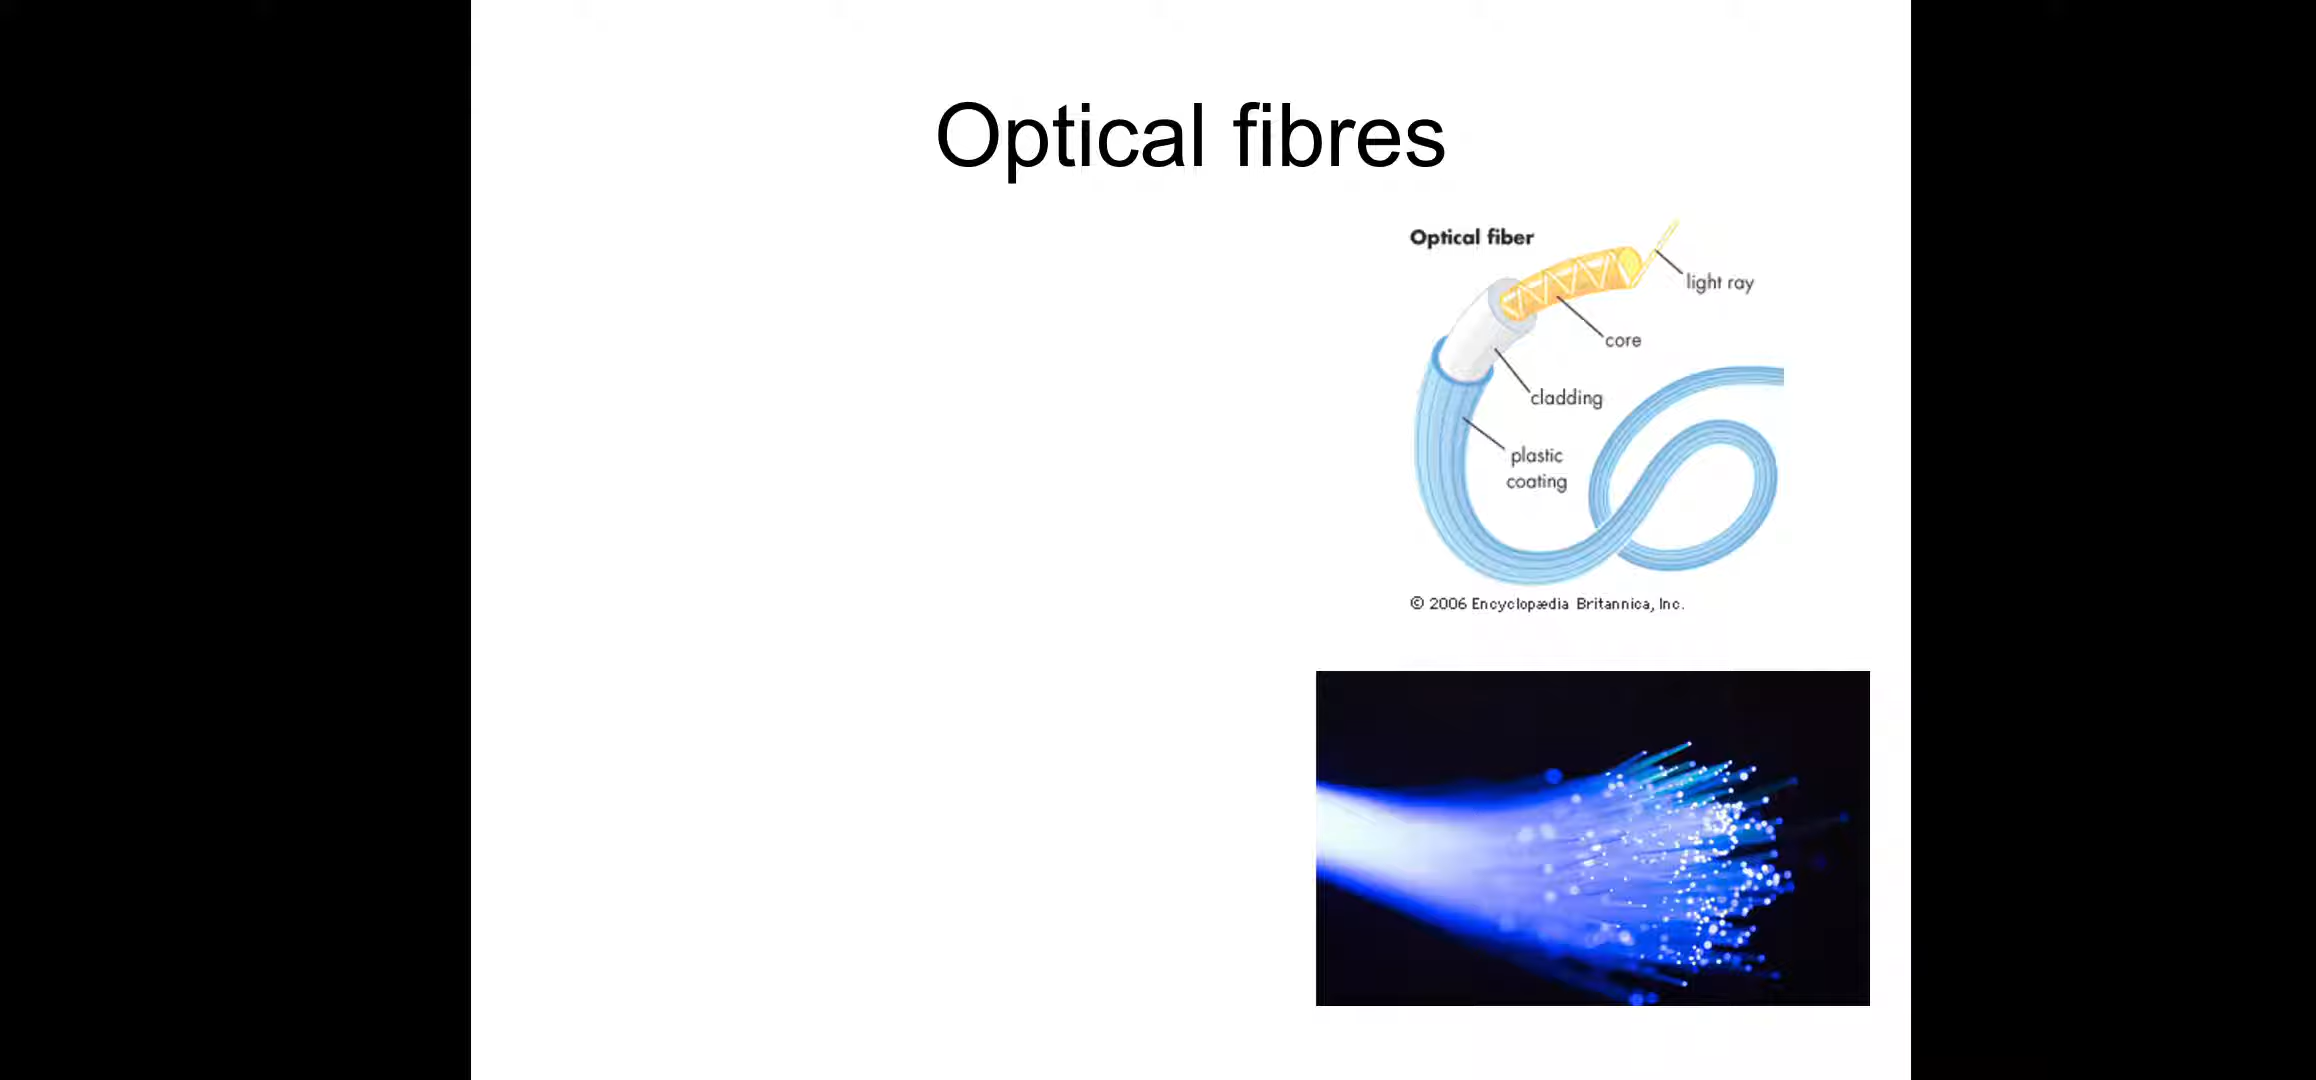 Optical fibres
Optical fiber
light ray
core
cladding
plastic
coating
© 2006 Encyclopædia Britannica, Inc.